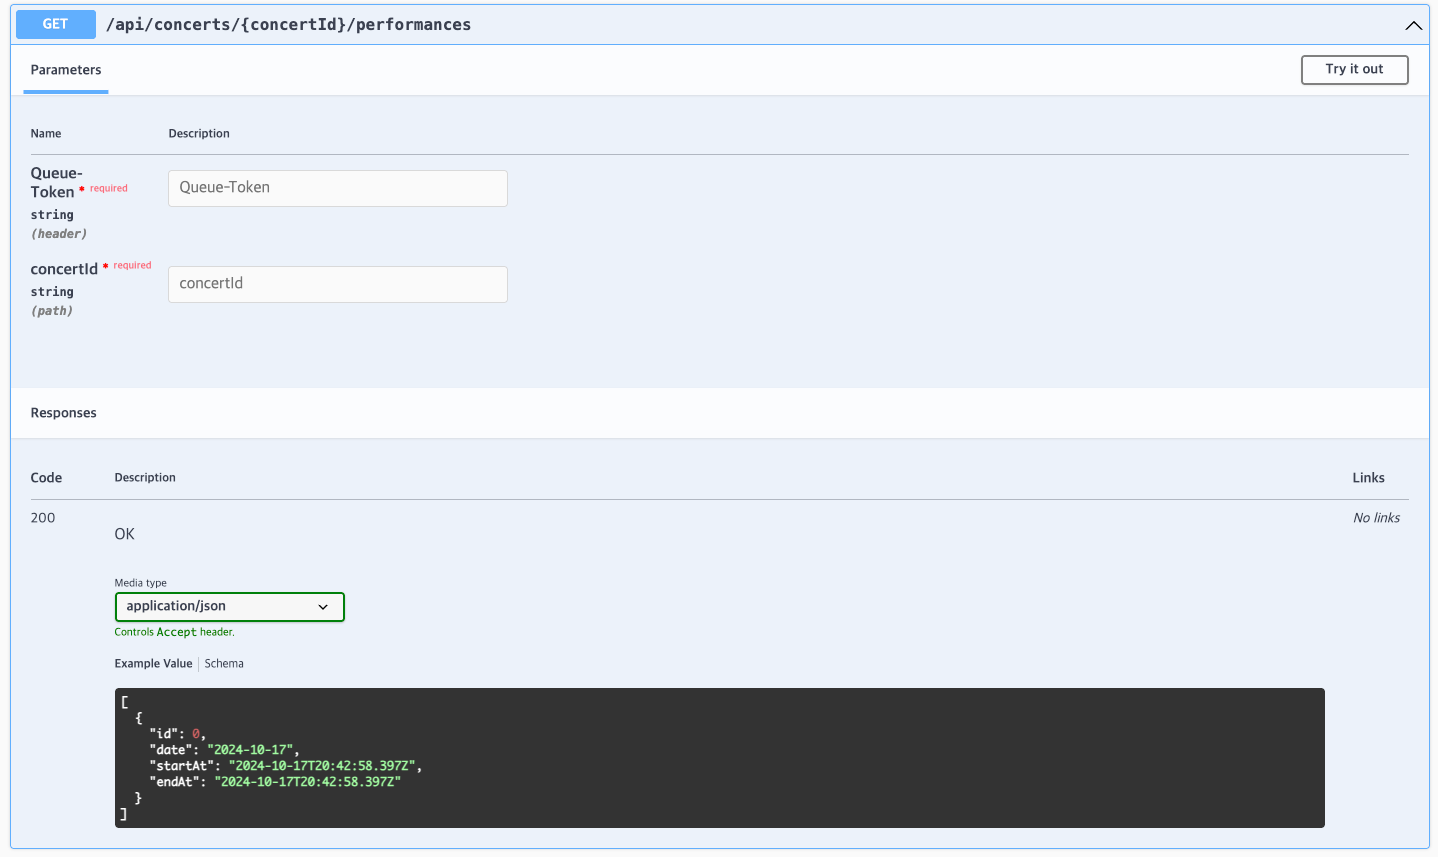 GET /api/concerts/{concertId}/performances
Parameters
Try it out
Name Description
Queue-
Token * required
string
(header)
Queue-Token
concertId * required
string
(path)
concertId
Responses
Code Description Links
200 OK No links
Media type
application/json
Controls Accept header.
Example Value Schema
[
  {
    "id": 0,
    "date": "2024-10-17",
    "startAt": "2024-10-17T20:42:58.397Z",
    "endAt": "2024-10-17T20:42:58.397Z"
  }
]